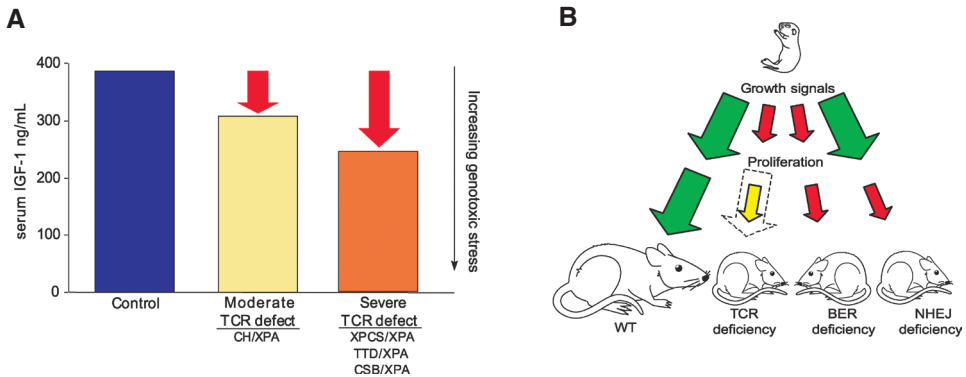 A
400
300
200
100
0
serum IGF-1 ng/mL
Control
Moderate
TCR defect
CH/XPA
Severe
TCR defect
XPCS/XPA
TTD/XPA
CSB/XPA
Increasing genotoxic stress
B
Growth signals
Proliferation
WT
TCR
deficiency
BER
deficiency
NHEJ
deficiency